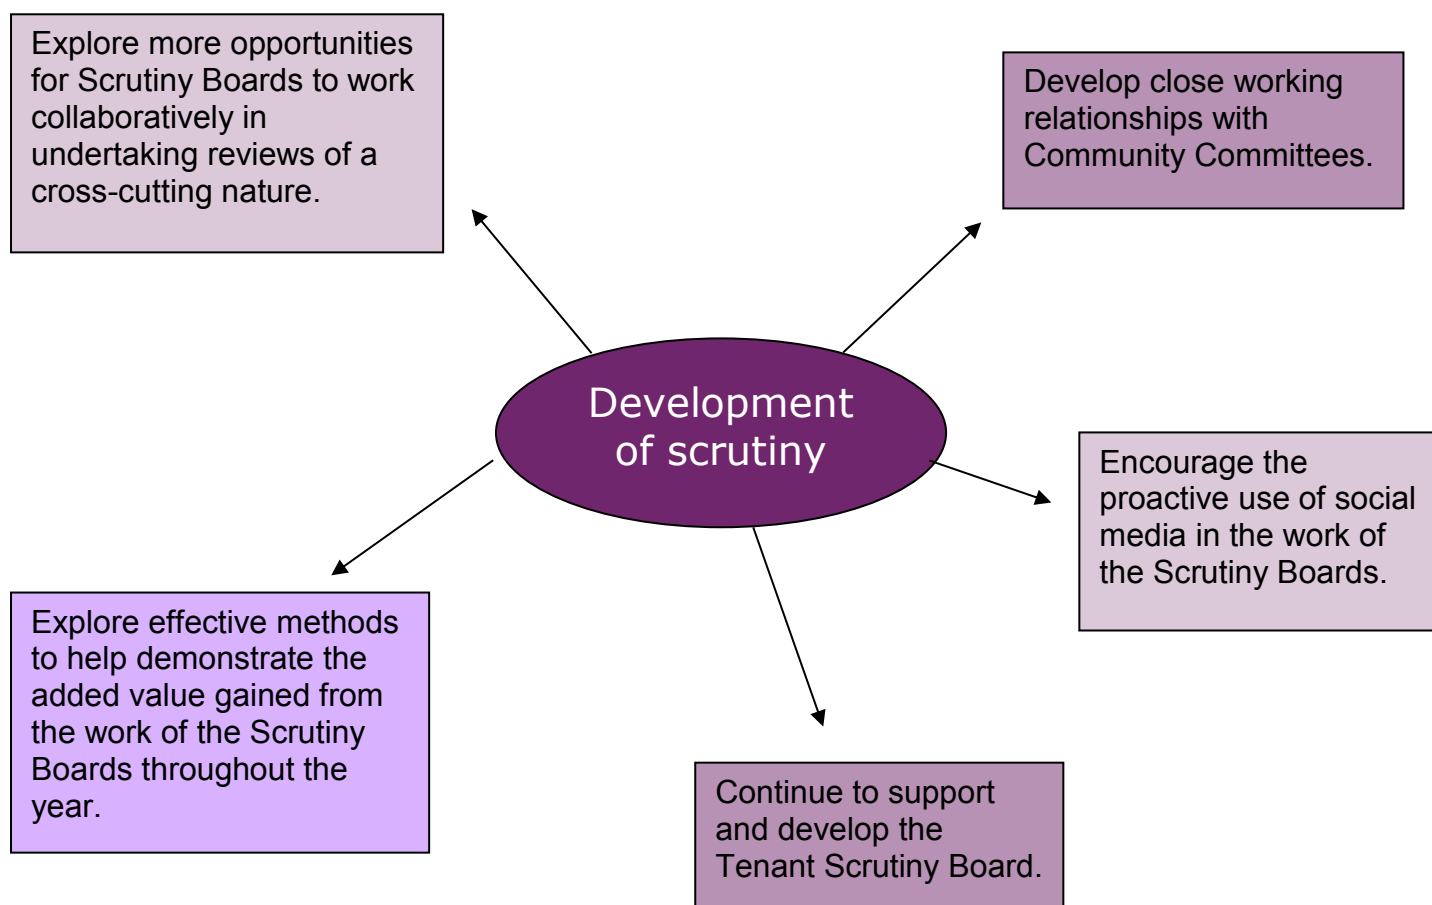 Explore more opportunities
for Scrutiny Boards to work
collaboratively in
undertaking reviews of a
cross-cutting nature.
Develop close working
relationships with
Community Committees.
Development
of scrutiny
Encourage the
proactive use of social
media in the work of
the Scrutiny Boards.
Explore effective methods
to help demonstrate the
added value gained from
the work of the Scrutiny
Boards throughout the
year.
Continue to support
and develop the
Tenant Scrutiny Board.